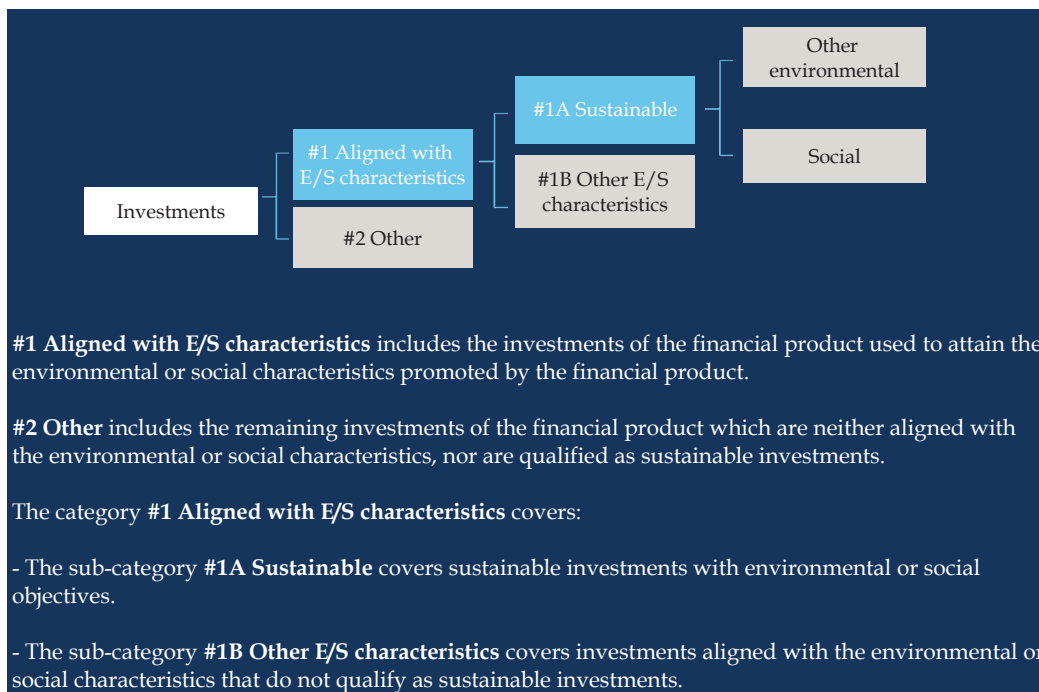 Other
environmental
#1A Sustainable
#1 Aligned with
E/S characteristics
Social
#1B Other E/S
characteristics
Investments
#2 Other
#1 Aligned with E/S characteristics includes the investments of the financial product used to attain the
environmental or social characteristics promoted by the financial product.
#2 Other includes the remaining investments of the financial product which are neither aligned with
the environmental or social characteristics, nor are qualified as sustainable investments.
The category #1 Aligned with E/S characteristics covers:
- The sub-category #1A Sustainable covers sustainable investments with environmental or social
objectives.
- The sub-category #1B Other E/S characteristics covers investments aligned with the environmental or
social characteristics that do not qualify as sustainable investments.